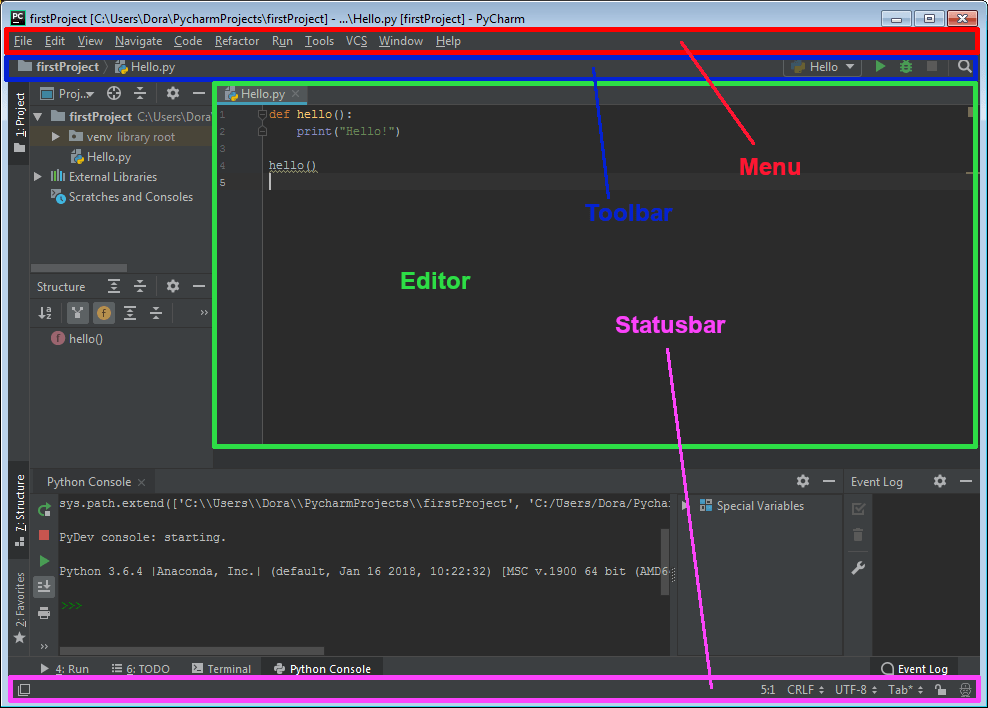 firstProject [C:\Users\Dora\PycharmProjects\firstProject] - ...\Hello.py [firstProject] - PyCharm
File Edit View Navigate Code Refactor Run Tools VCS Window Help
firstProject Hello.py Hello
1: Project
Proj...
firstProject C:\Users\Dora
venv library root
Hello.py
External Libraries
Scratches and Consoles
Hello.py
1 def hello():
2 print("Hello!")
3
4 hello()
5
Menu
Toolbar
Editor
Statusbar
Structure
f
f hello()
7: Structure
2: Favorites
Python Console
sys.path.extend(['C:\\Users\\Dora\\PycharmProjects\\firstProject', 'C:/Users/Dora/Pychar
PyDev console: starting.
Python 3.6.4 |Anaconda, Inc.| (default, Jan 16 2018, 10:22:32) [MSC v.1900 64 bit (AMD6
>>>
Special Variables
Event Log
4: Run 6: TODO Terminal Python Console Event Log
5:1 CRLF UTF-8 Tab*